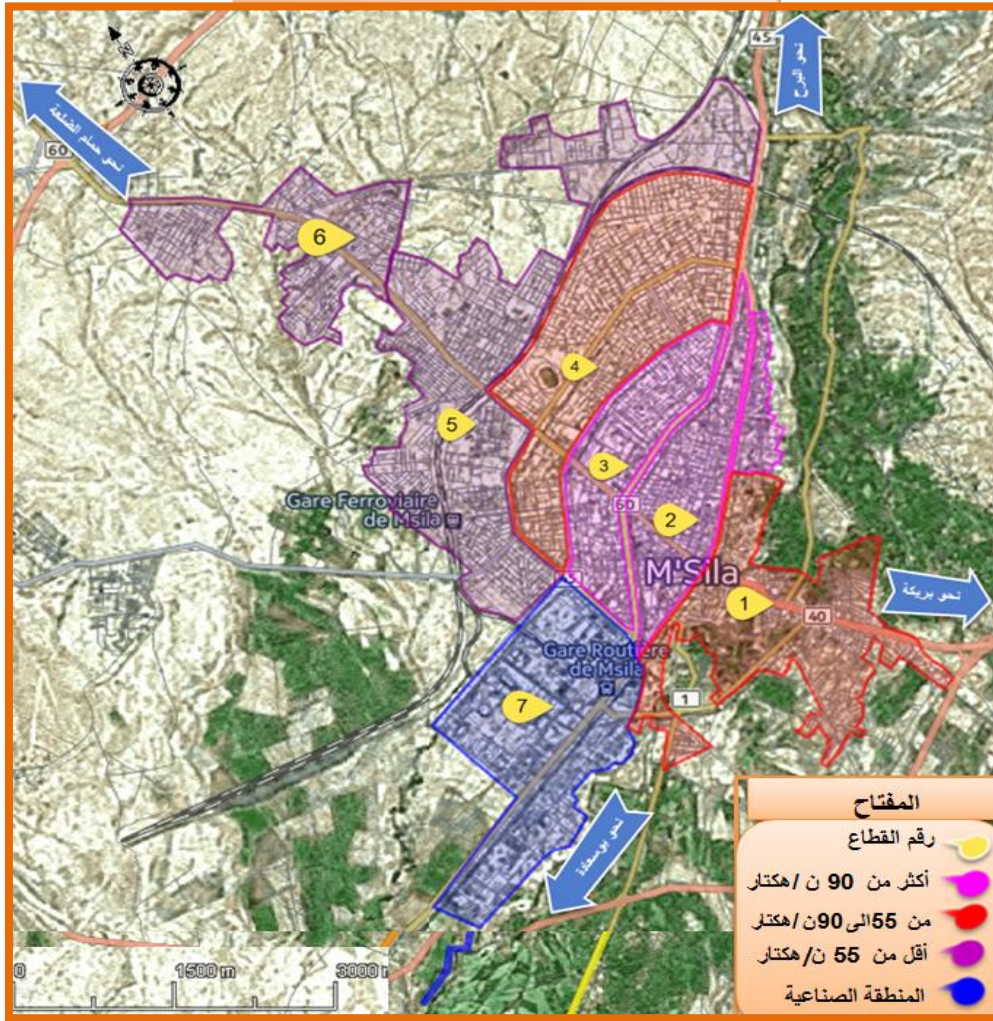 45
نحو البرج
N
نحو حمام الضلعة
60
6
4
5
3
60
2
Gare Ferroviaire
de Msila
M'Sila
1
نحو بريكة
40
Gare Routière
de Msila
1
7
نحو بوسعادة
المفتاح
رقم القطاع
أكثر من 90 ن /هكتار
من 55الى90ن/هكتار
أقل من 55 ن/هكتار
المنطقة الصناعية
0
1500 m
3000